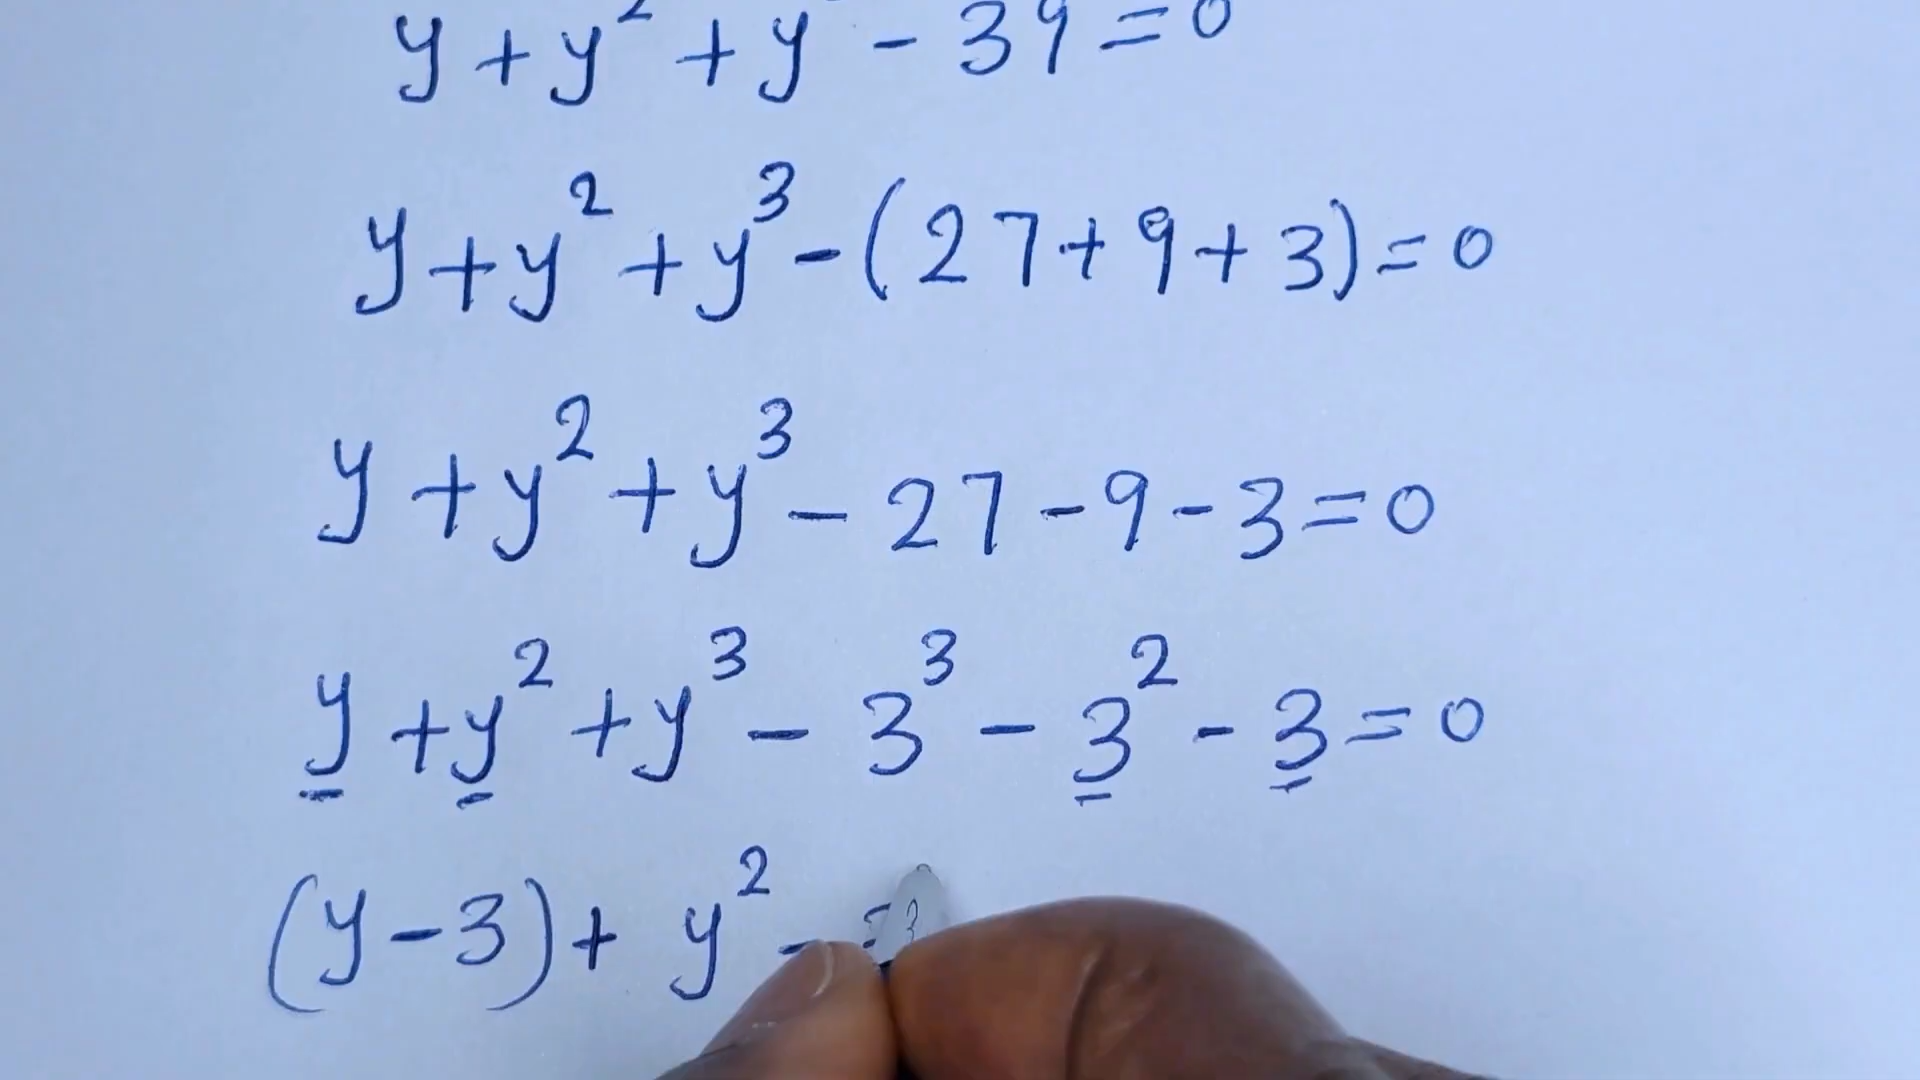 y + y² + y - 39 = 0
y + y² + y³ - (27 + 9 + 3) = 0
y + y² + y³ - 27 - 9 - 3 = 0
y + y² + y³ - 3³ - 3² - 3 = 0
(y - 3) + y² -